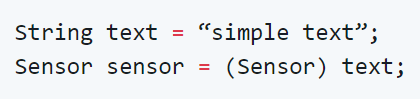 String text = “simple text”;
Sensor sensor = (Sensor) text;